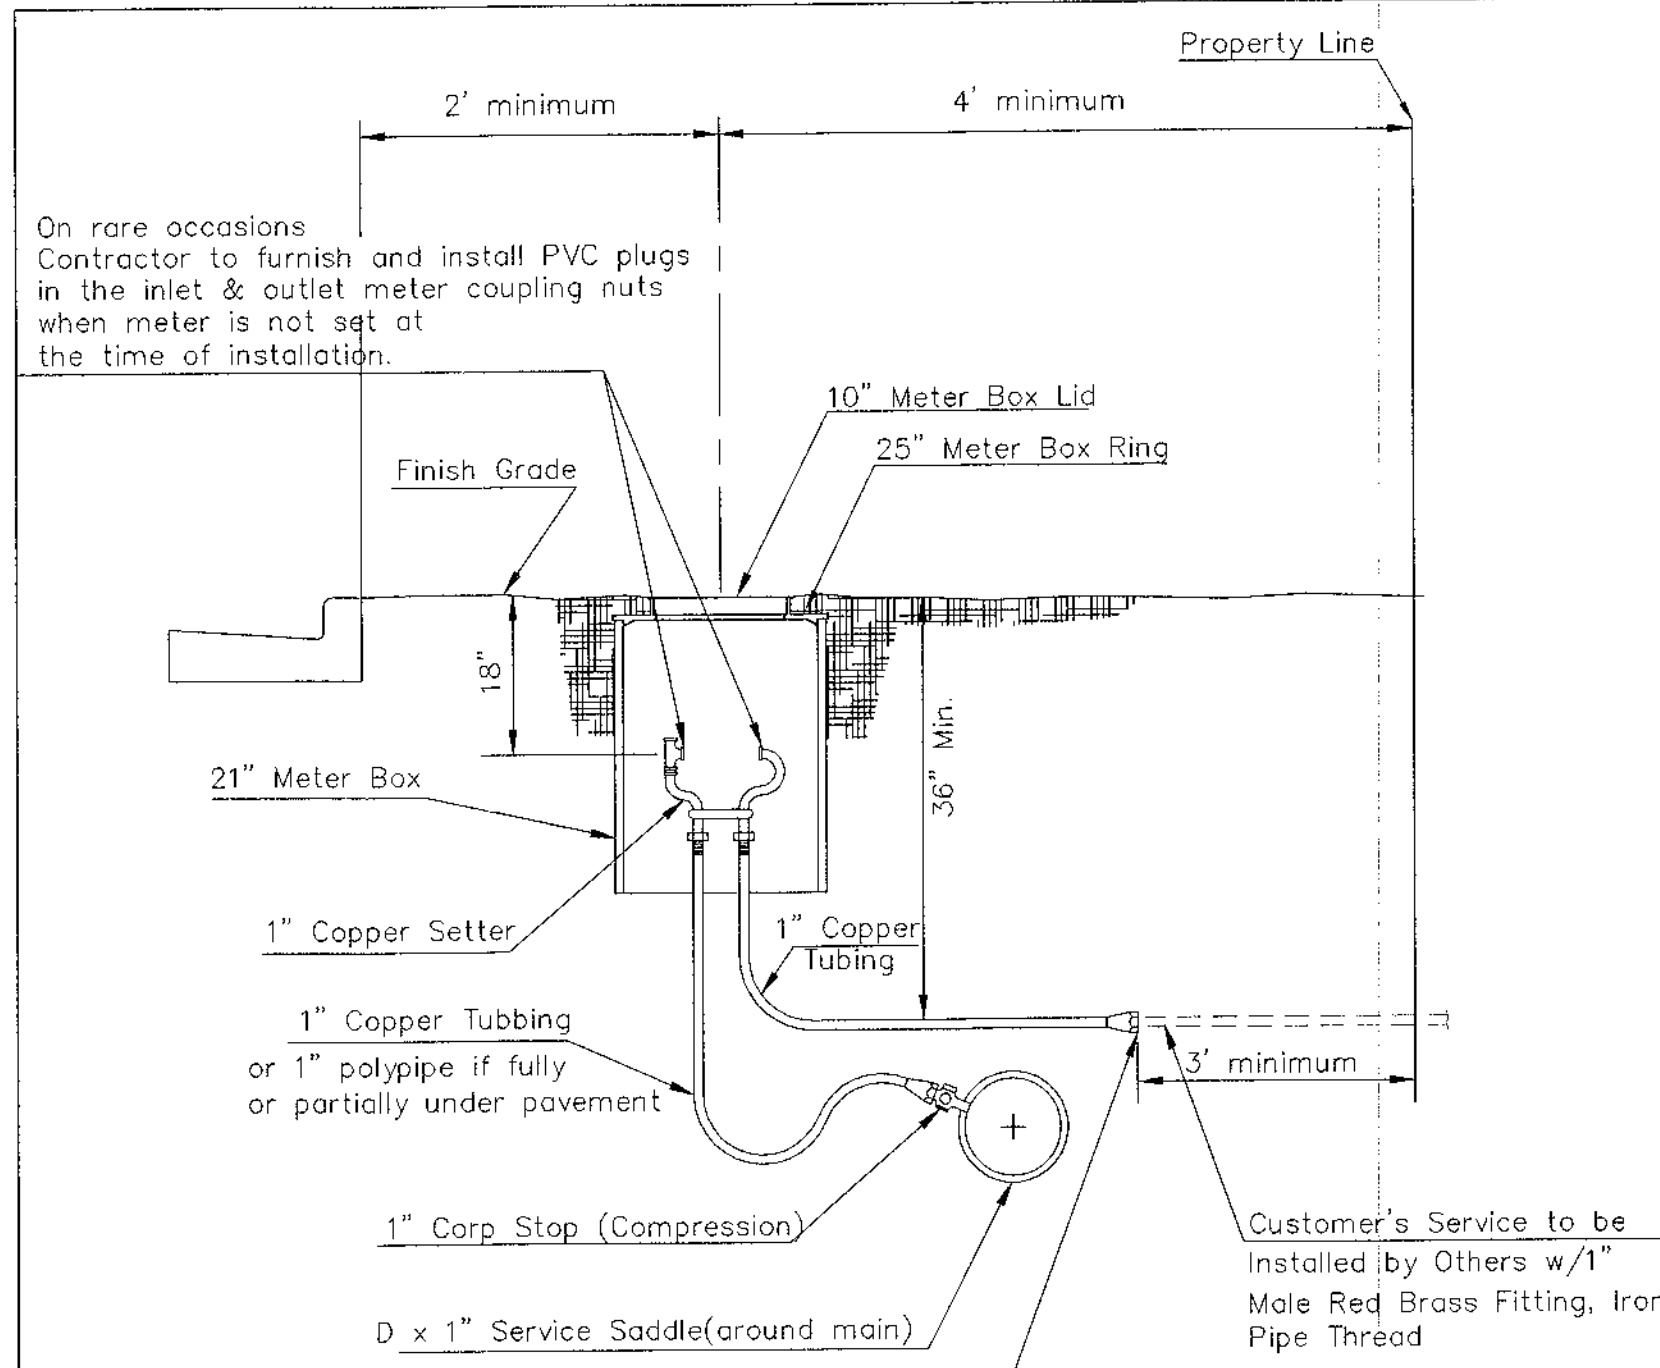 Property Line
2' minimum
4' minimum
On rare occasions
Contractor to furnish and install PVC plugs
in the inlet & outlet meter coupling nuts
when meter is not set at
the time of installation.
10" Meter Box Lid
25" Meter Box Ring
Finish Grade
18"
36" Min.
21" Meter Box
1" Copper Setter
1" Copper
Tubing
1" Copper Tubbing
or 1" polypipe if fully
or partially under pavement
3' minimum
1" Corp Stop (Compression)
Customer's Service to be
Installed by Others w/1"
Male Red Brass Fitting, Iron
Pipe Thread
D x 1" Service Saddle(around main)